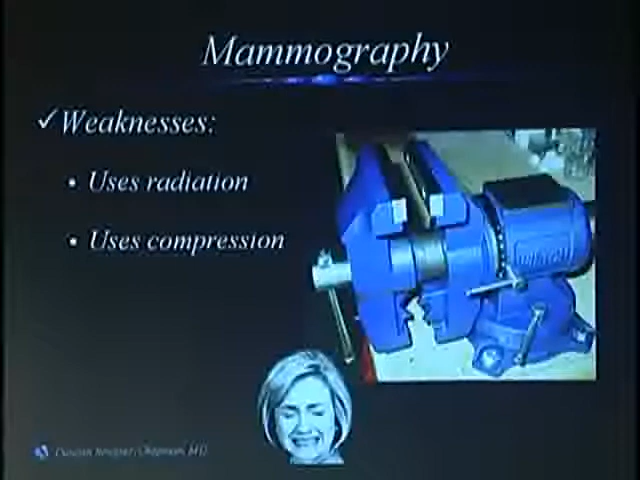 Mammography
✓Weaknesses:
• Uses radiation
• Uses compression